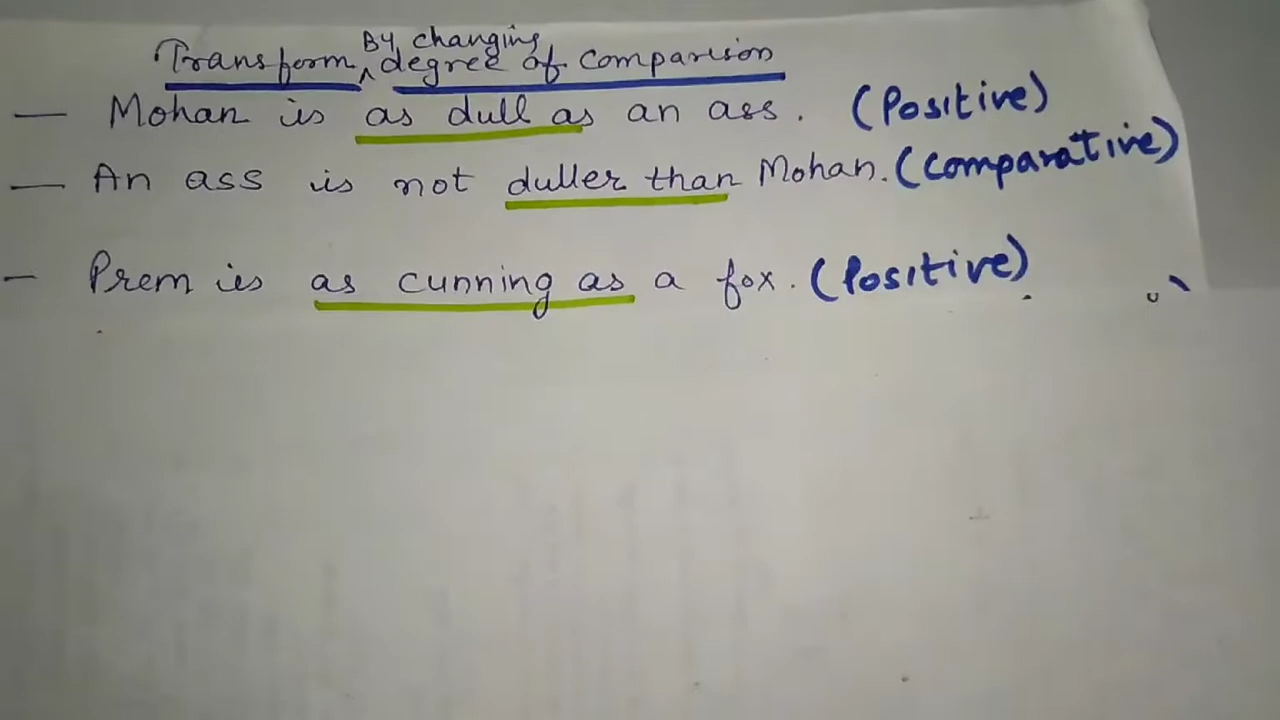 Transform By changing degree of comparison
— Mohan is as dull as an ass. (Positive)
— An ass is not duller than Mohan. (Comparative)
- Prem is as cunning as a fox. (Positive)